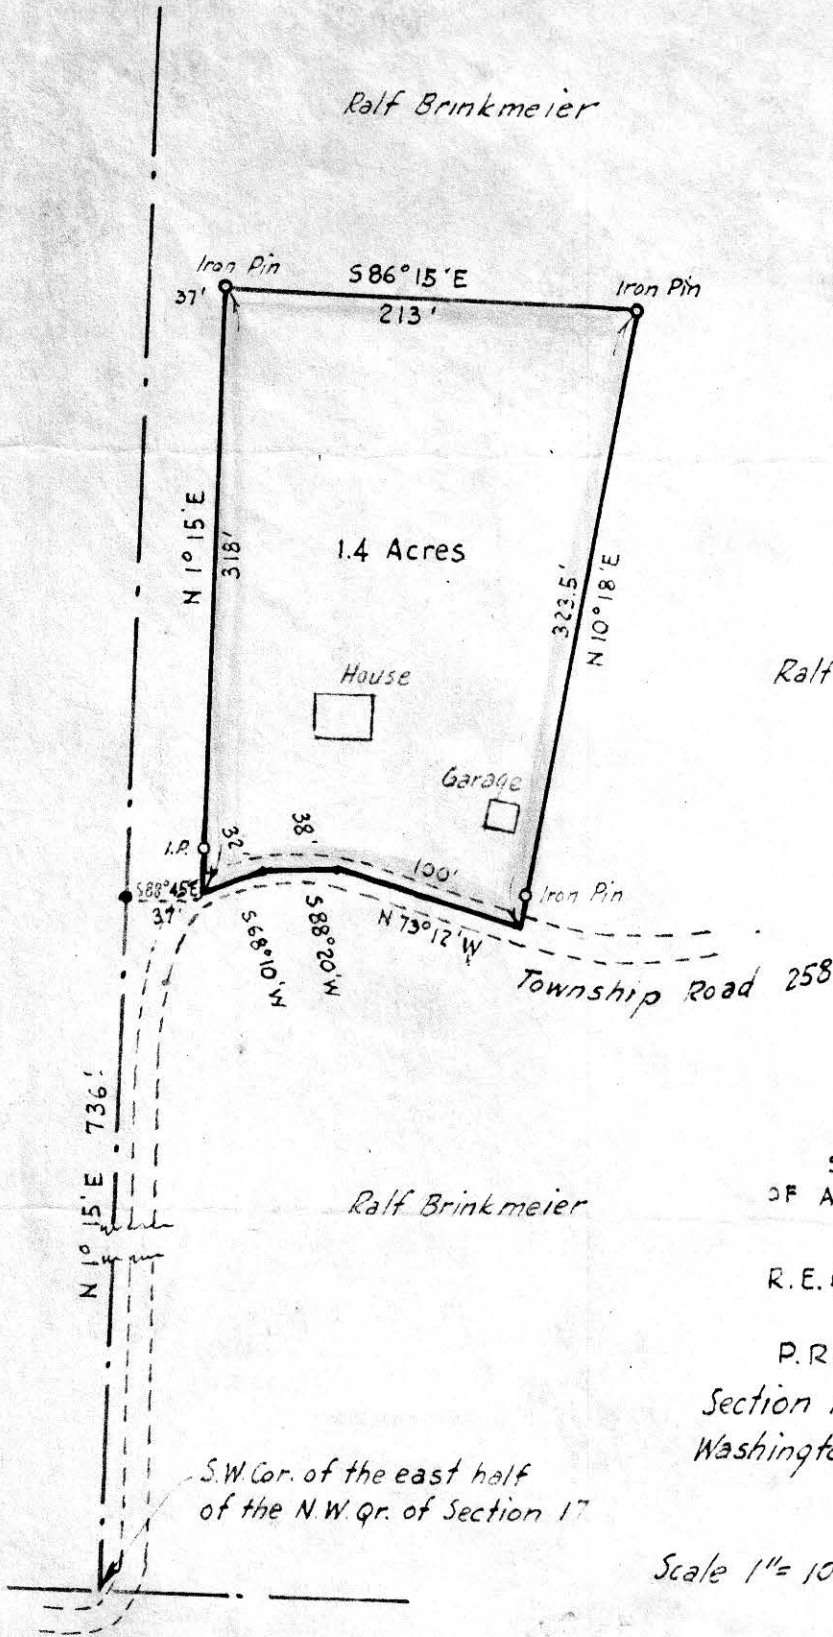 Ralf Brinkmeier
Iron Pin
S 86° 15' E
Iron Pin
37'
213'
N 1° 15' E
318'
1.4 Acres
323.5'
N 10° 18' E
House
Ralf
Garage
I.P.
32'
38'
100'
S 88° 45' E
37'
Iron Pin
S 68° 10' W
S 88° 20' W
N 73° 12' W
Township Road 258
N 1° 15' E 736'
Ralf Brinkmeier
OF A
R.E.
P.R
Section
Washingto
S.W. Cor. of the east half
of the N.W. Qr. of Section 17
Scale 1" = 10